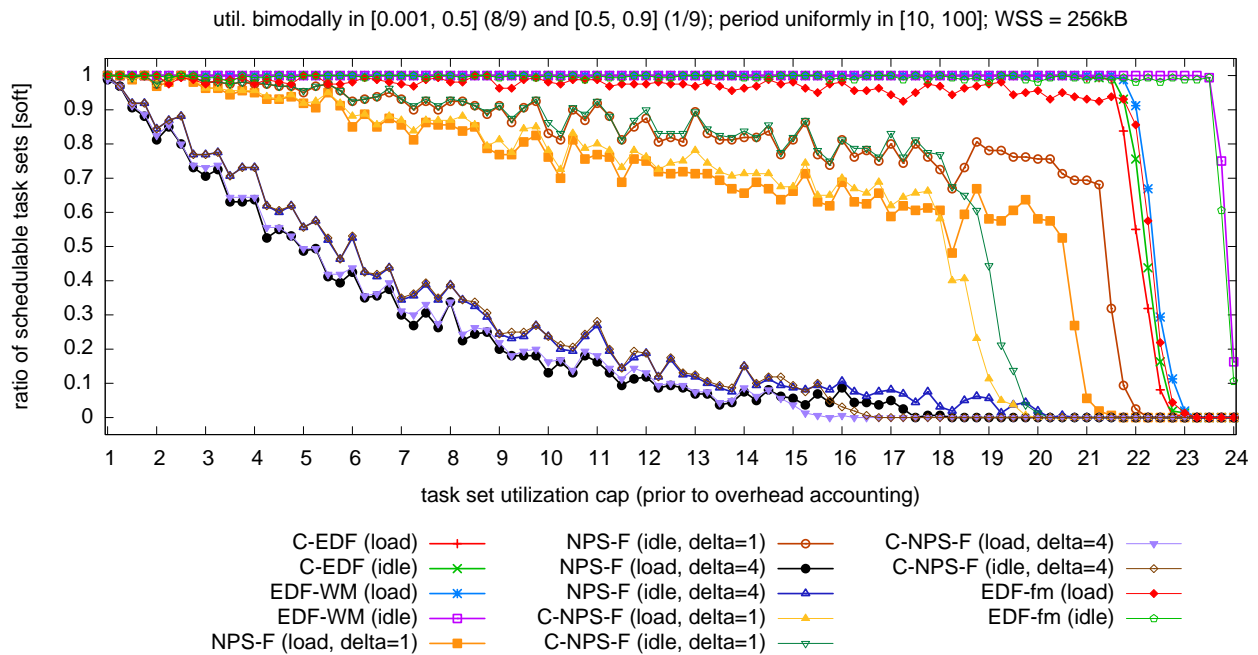 util. bimodally in [0.001, 0.5] (8/9) and [0.5, 0.9] (1/9); period uniformly in [10, 100]; WSS = 256kB
ratio of schedulable task sets [soft]
1
0.9
0.8
0.7
0.6
0.5
0.4
0.3
0.2
0.1
0
1 2 3 4 5 6 7 8 9 10 11 12 13 14 15 16 17 18 19 20 21 22 23 24
task set utilization cap (prior to overhead accounting)
C-EDF (load)
C-EDF (idle)
EDF-WM (load)
EDF-WM (idle)
NPS-F (load, delta=1)
NPS-F (idle, delta=1)
NPS-F (load, delta=4)
NPS-F (idle, delta=4)
C-NPS-F (load, delta=1)
C-NPS-F (idle, delta=1)
C-NPS-F (load, delta=4)
C-NPS-F (idle, delta=4)
EDF-fm (load)
EDF-fm (idle)